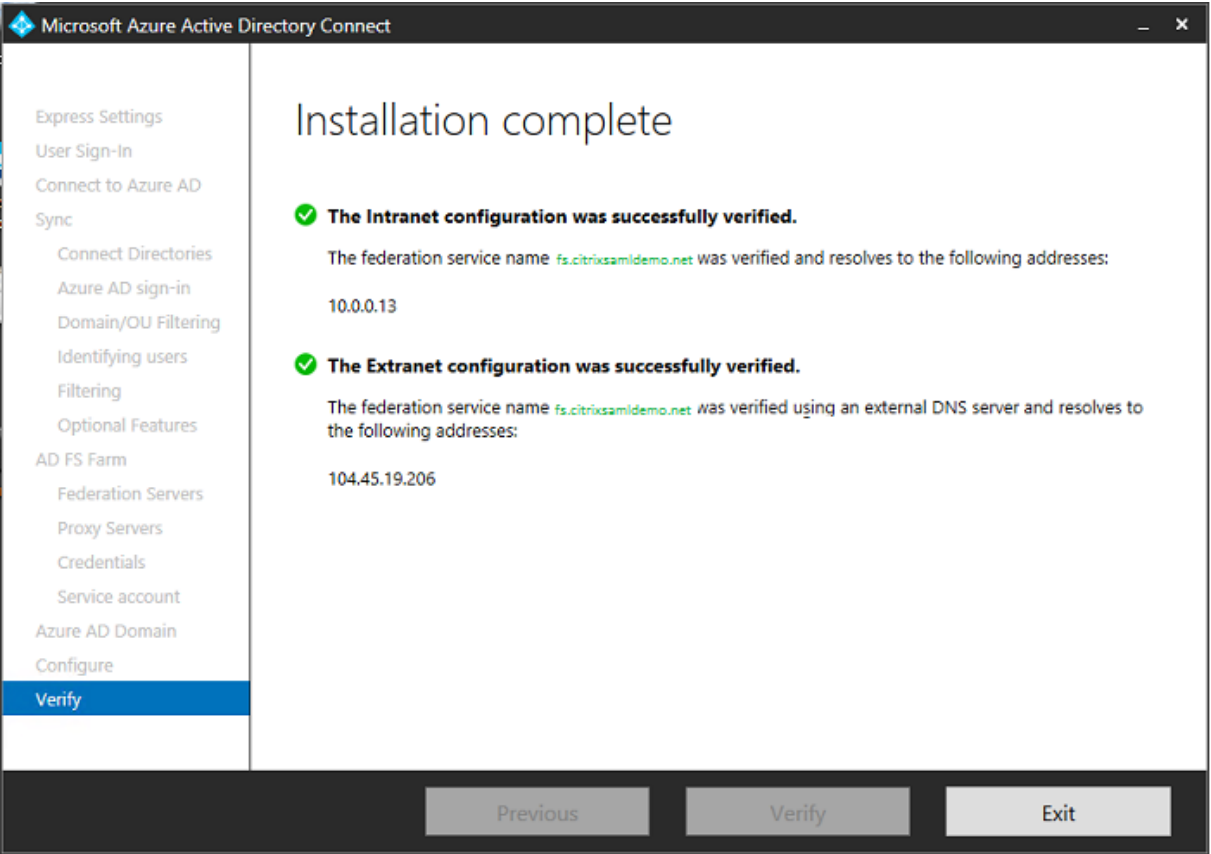 Microsoft Azure Active Directory Connect
Express Settings
User Sign-In
Connect to Azure AD
Sync
Connect Directories
Azure AD sign-in
Domain/OU Filtering
Identifying users
Filtering
Optional Features
AD FS Farm
Federation Servers
Proxy Servers
Credentials
Service account
Azure AD Domain
Configure
Verify
Installation complete
The Intranet configuration was successfully verified.
The federation service name fs.citrixsamldemo.net was verified and resolves to the following addresses:
10.0.0.13
The Extranet configuration was successfully verified.
The federation service name fs.citrixsamldemo.net was verified using an external DNS server and resolves to
the following addresses:
104.45.19.206
Previous
Verify
Exit